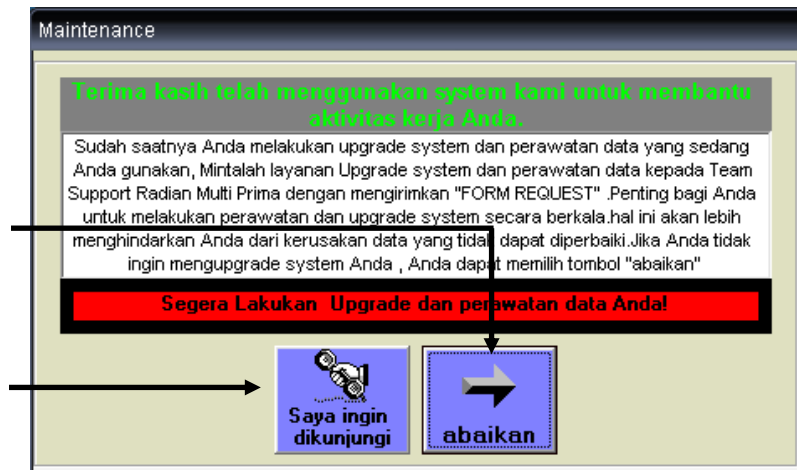 Maintenance
Terima kasih telah menggunakan system kami untuk membantu
aktivitas kerja Anda.
Sudah saatnya Anda melakukan upgrade system dan perawatan data yang sedang
Anda gunakan, Mintalah layanan Upgrade system dan perawatan data kepada Team
Support Radian Multi Prima dengan mengirimkan "FORM REQUEST" .Penting bagi Anda
untuk melakukan perawatan dan upgrade system secara berkala.hal ini akan lebih
menghindarkan Anda dari kerusakan data yang tidak dapat diperbaiki.Jika Anda tidak
ingin mengupgrade system Anda , Anda dapat memilih tombol "abaikan"
Segera Lakukan  Upgrade dan perawatan data Anda!
Saya ingin
dikunjungi
abaikan